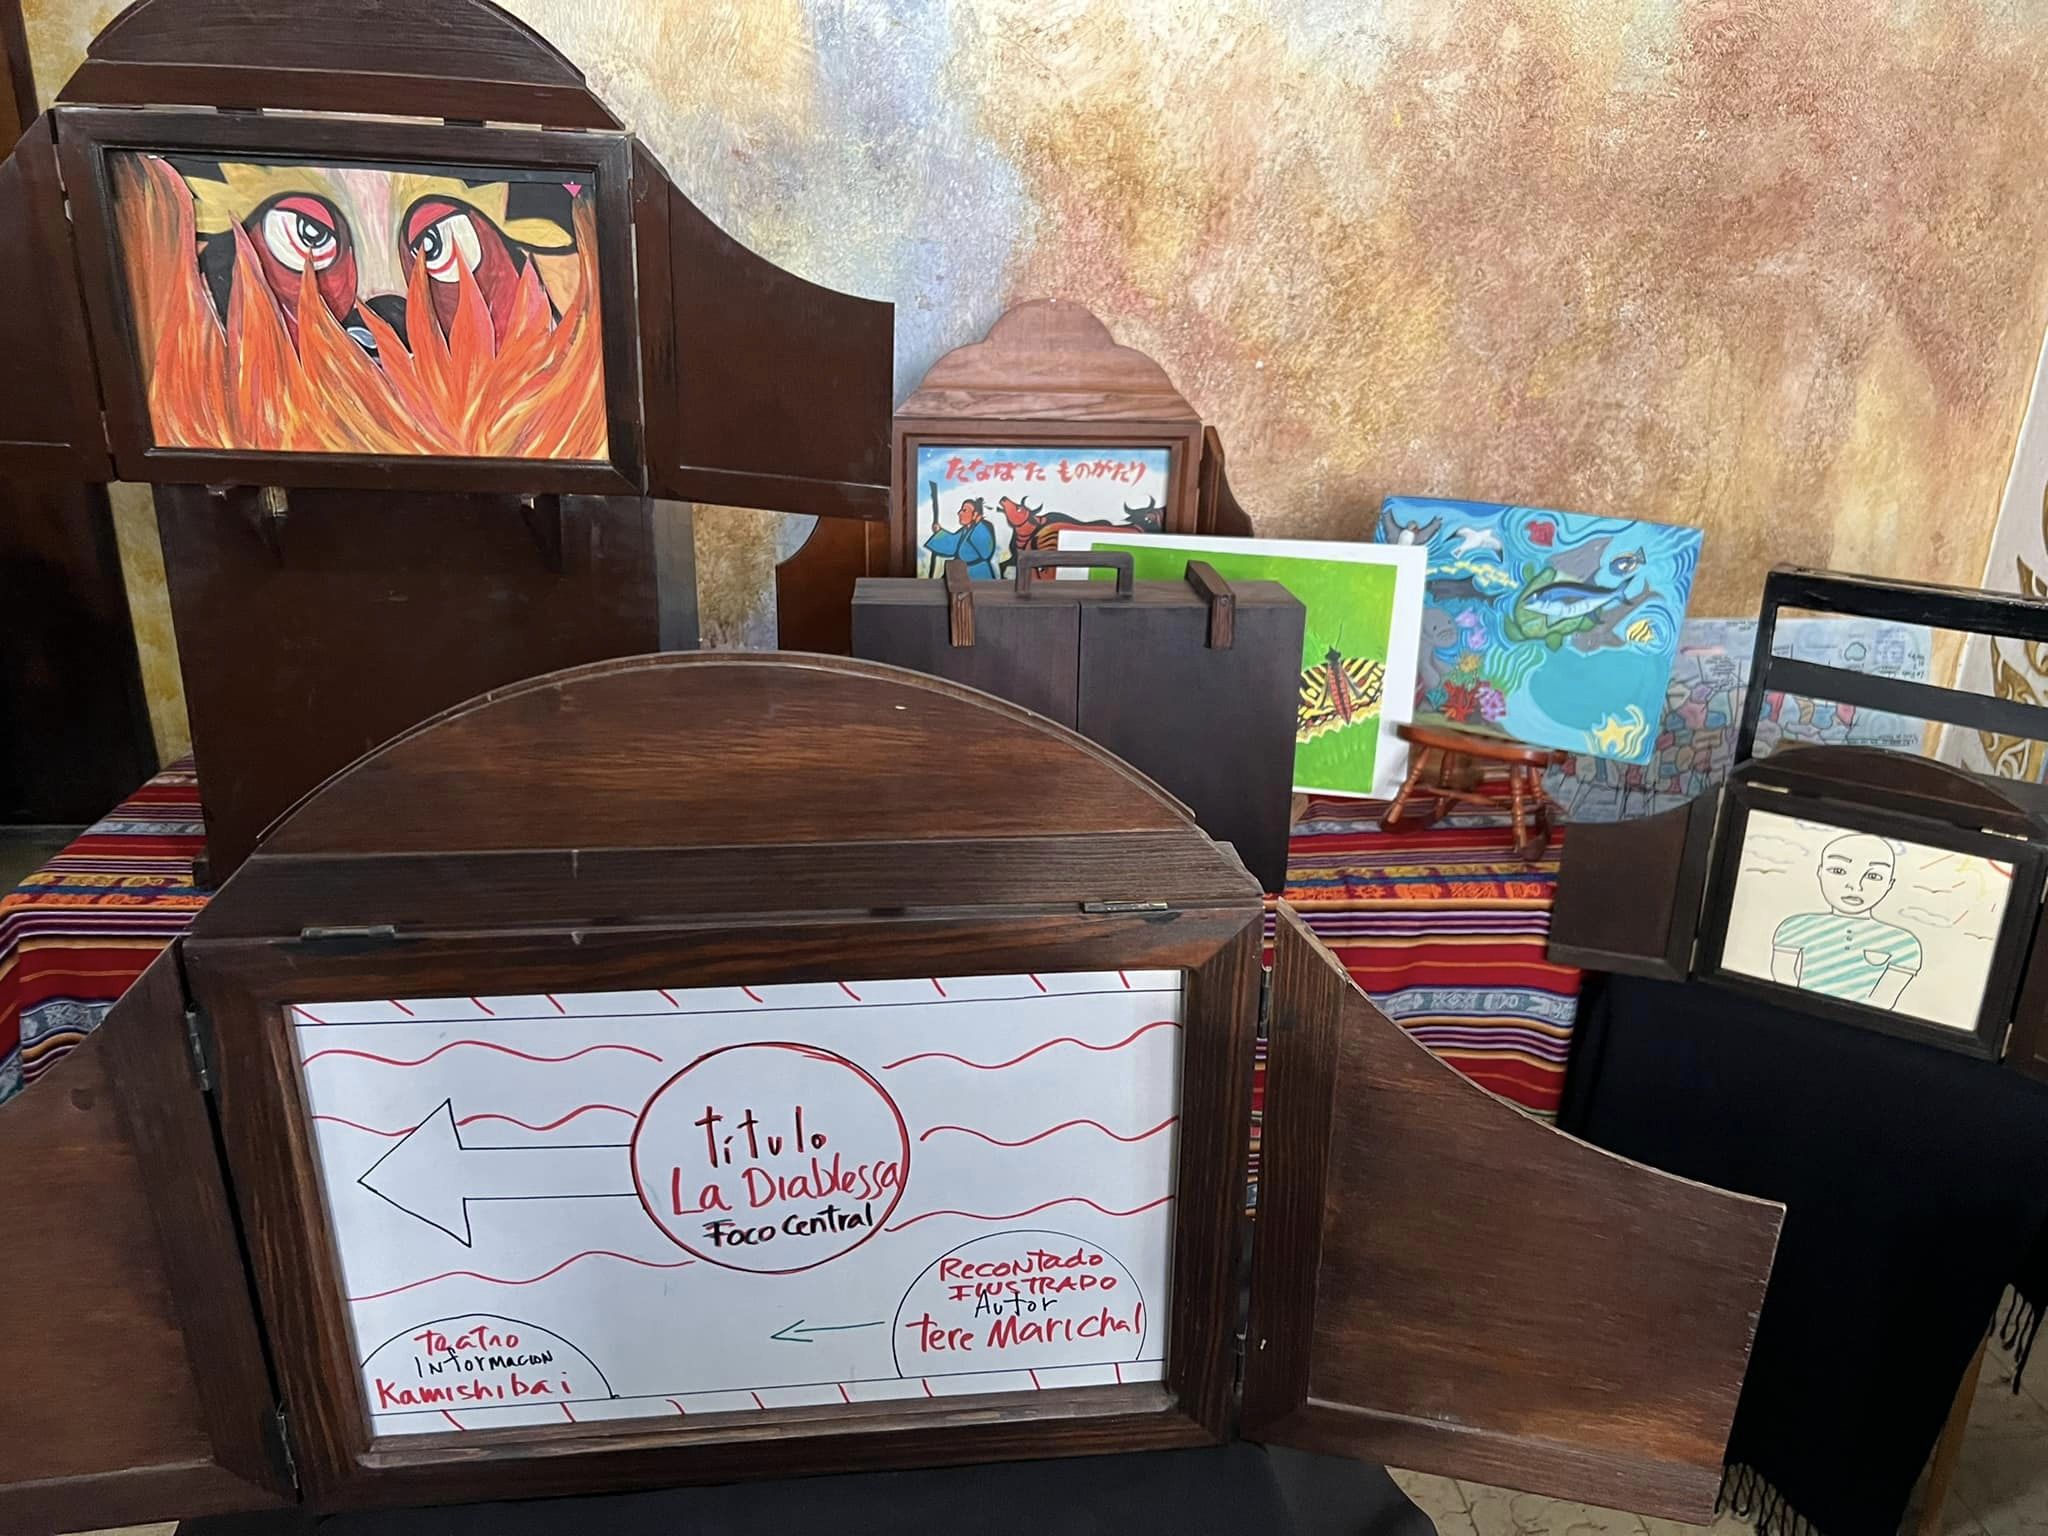 たなばた ものがたり
Título
La Diablessa
Foco Central
Recontado
ILUSTRADO
Autor
Tere Marichal
Teatro
Informacion
Kamishibai